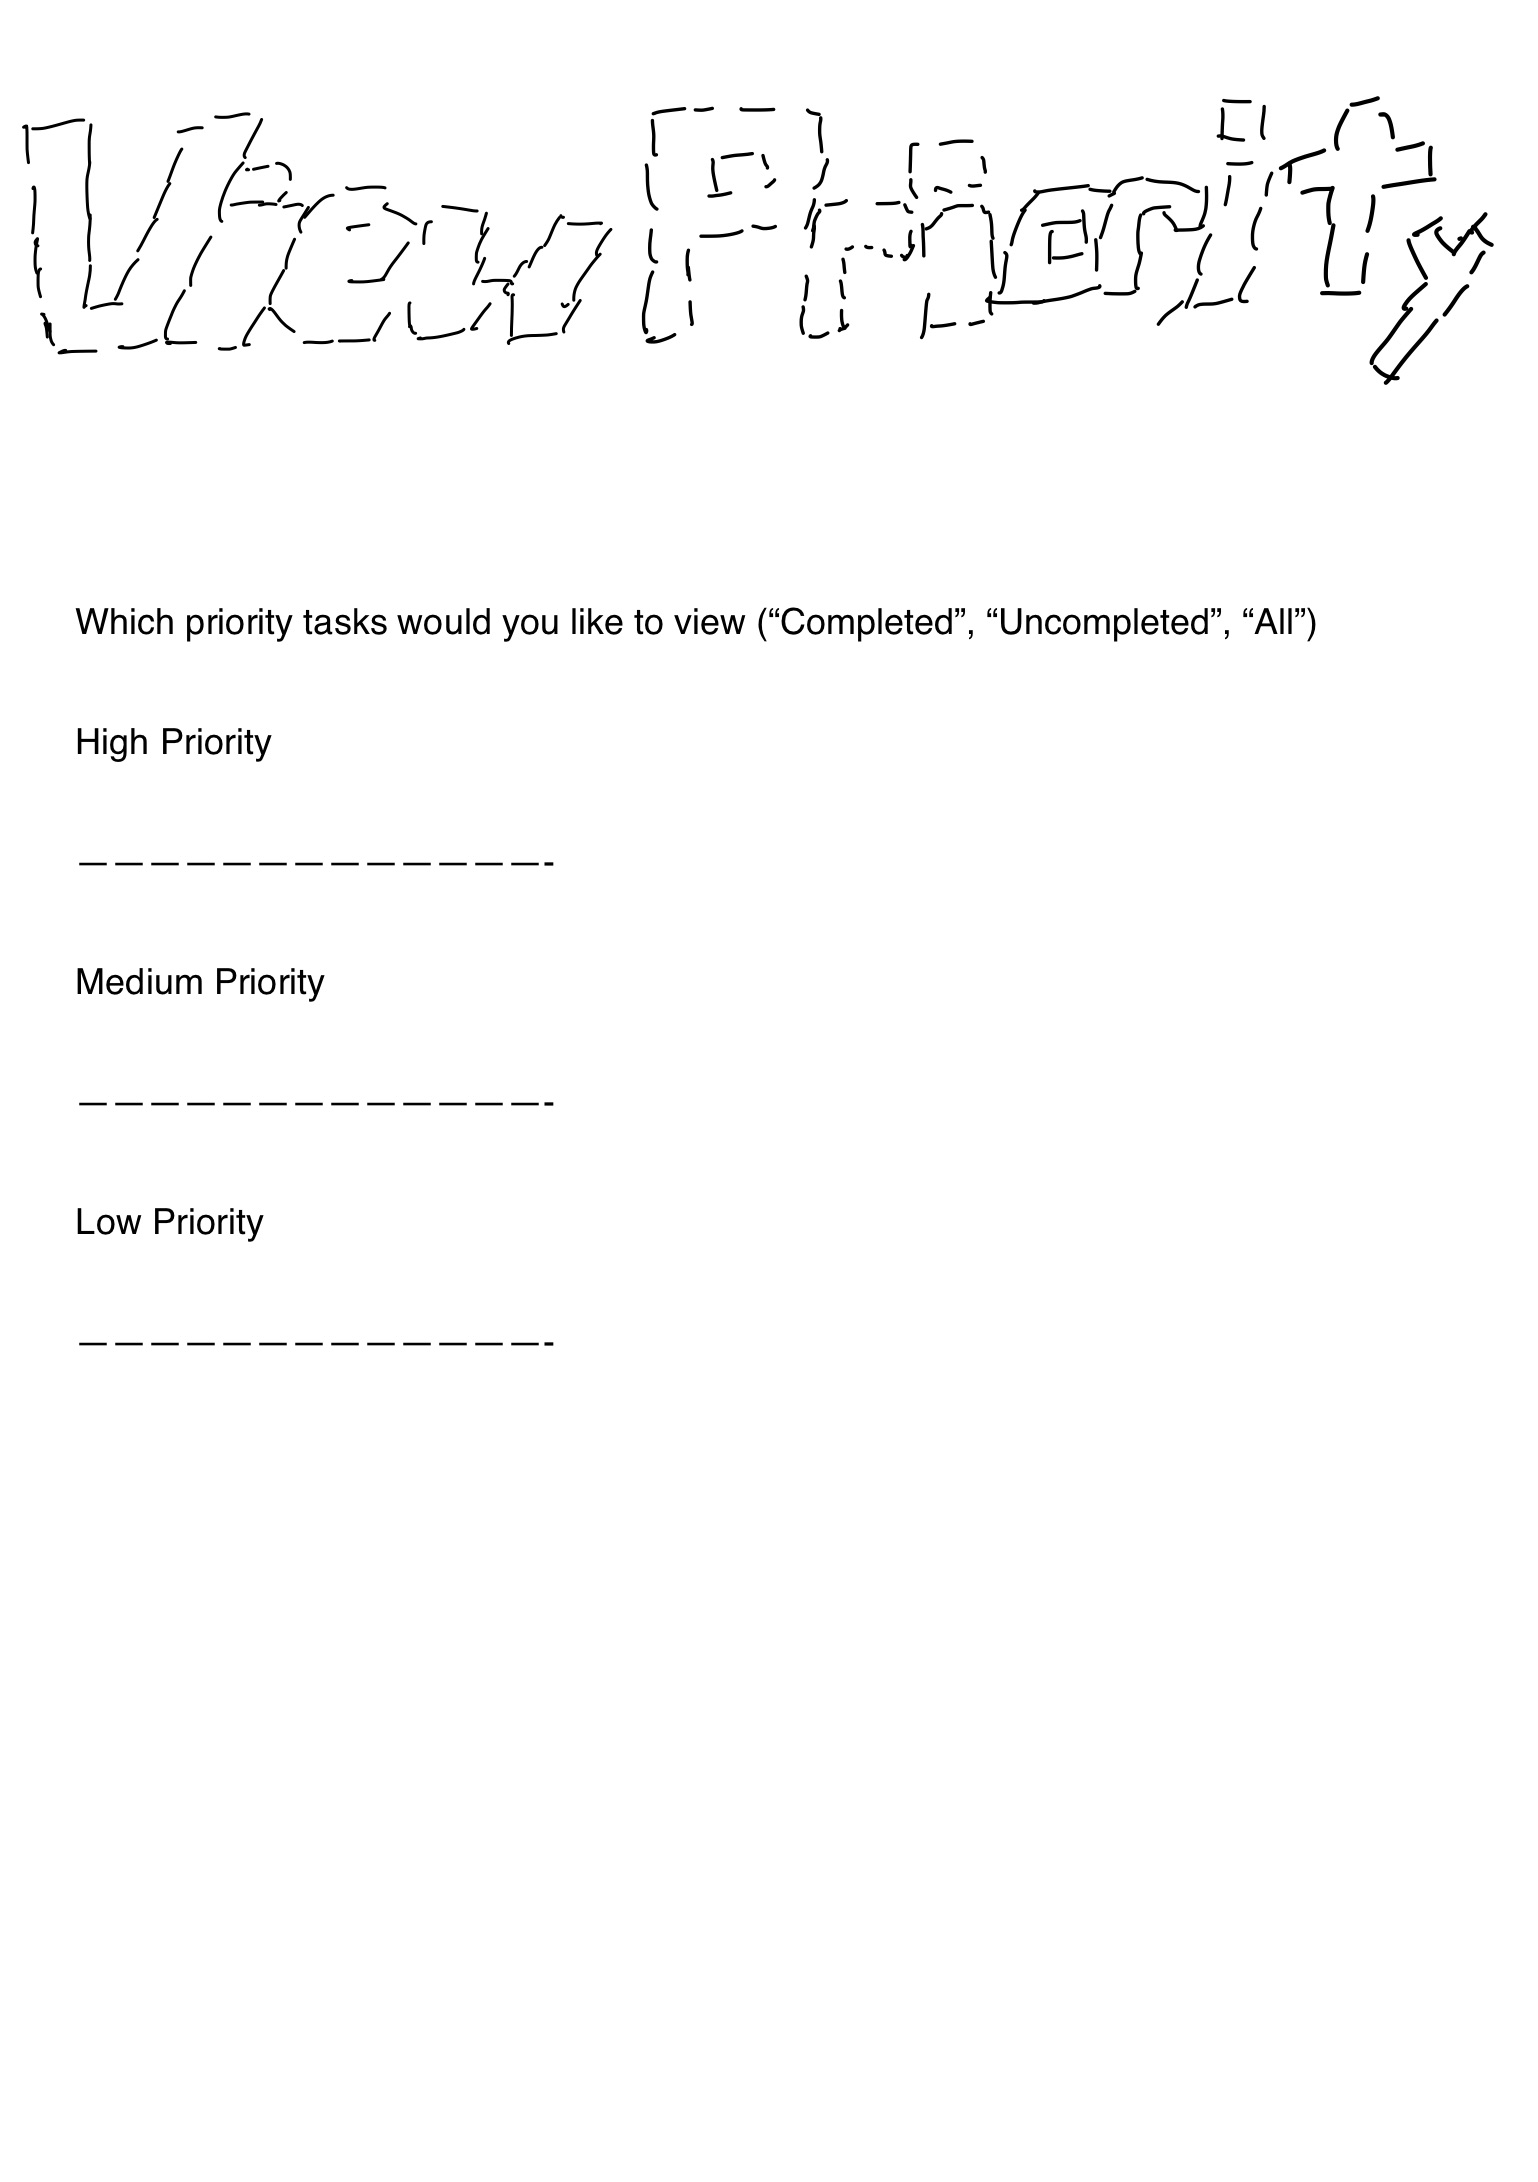 View Priority
Which priority tasks would you like to view (“Completed”, “Uncompleted”, “All”)
High Priority
— — — — — — — — — — — — —-
Medium Priority
— — — — — — — — — — — — —-
Low Priority
— — — — — — — — — — — — —-